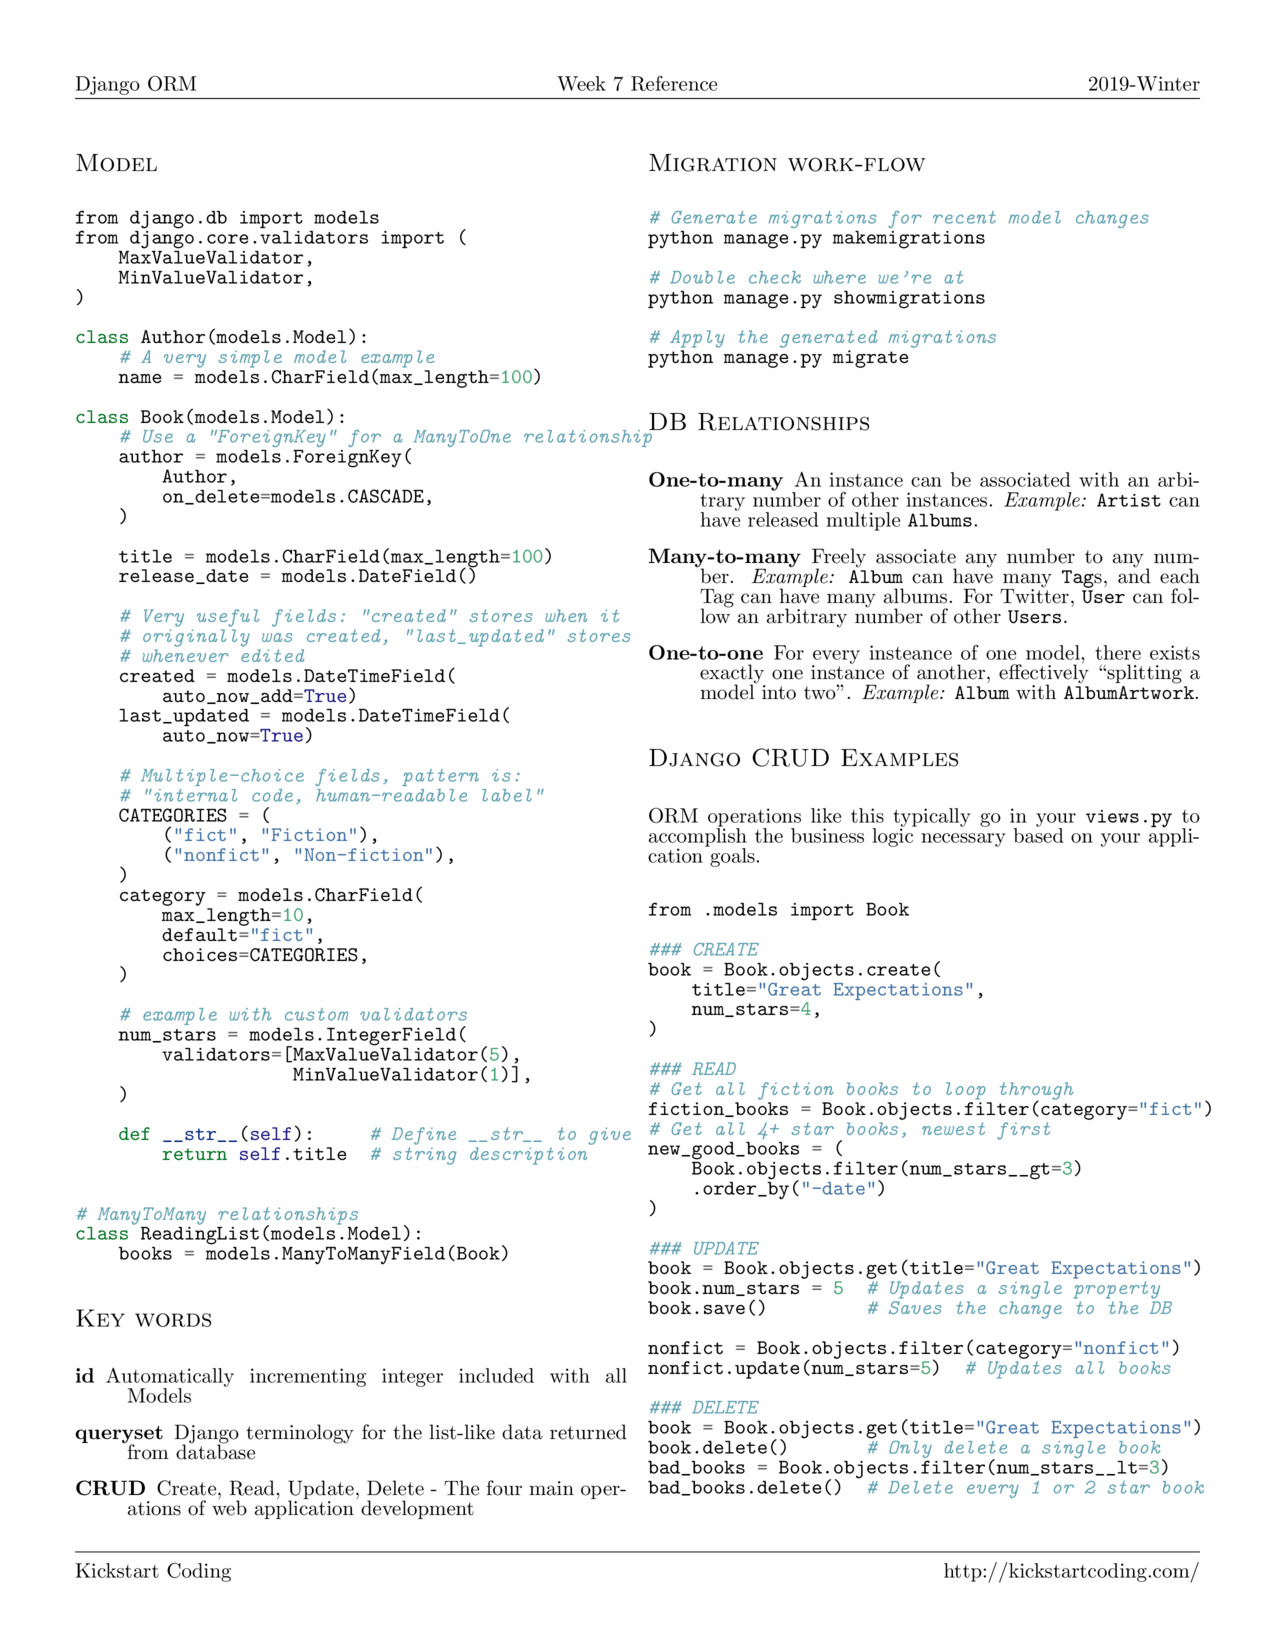 Django ORM Week 7 Reference 2019-Winter
MODEL
from django.db import models
from django.core.validators import (
    MaxValueValidator,
    MinValueValidator,
)
class Author(models.Model):
    # A very simple model example
    name = models.CharField(max_length=100)
class Book(models.Model):
    # Use a "ForeignKey" for a ManyToOne relationship
    author = models.ForeignKey(
        Author,
        on_delete=models.CASCADE,
    )
    title = models.CharField(max_length=100)
    release_date = models.DateField()
    # Very useful fields: "created" stores when it
    # originally was created, "last_updated" stores
    # whenever edited
    created = models.DateTimeField(
        auto_now_add=True)
    last_updated = models.DateTimeField(
        auto_now=True)
    # Multiple-choice fields, pattern is:
    # "internal code, human-readable label"
    CATEGORIES = (
        ("fict", "Fiction"),
        ("nonfict", "Non-fiction"),
    )
    category = models.CharField(
        max_length=10,
        default="fict",
        choices=CATEGORIES,
    )
    # example with custom validators
    num_stars = models.IntegerField(
        validators=[MaxValueValidator(5),
                    MinValueValidator(1)],
    )
    def __str__(self):     # Define __str__ to give
        return self.title  # string description
# ManyToMany relationships
class ReadingList(models.Model):
    books = models.ManyToManyField(Book)
KEY WORDS
id Automatically incrementing integer included with all
Models
queryset Django terminology for the list-like data returned
from database
CRUD Create, Read, Update, Delete - The four main oper-
ations of web application development
MIGRATION WORK-FLOW
# Generate migrations for recent model changes
python manage.py makemigrations
# Double check where we're at
python manage.py showmigrations
# Apply the generated migrations
python manage.py migrate
DB RELATIONSHIPS
One-to-many An instance can be associated with an arbi-
trary number of other instances. Example: Artist can
have released multiple Albums.
Many-to-many Freely associate any number to any num-
ber. Example: Album can have many Tags, and each
Tag can have many albums. For Twitter, User can fol-
low an arbitrary number of other Users.
One-to-one For every insteance of one model, there exists
exactly one instance of another, effectively “splitting a
model into two”. Example: Album with AlbumArtwork.
DJANGO CRUD EXAMPLES
ORM operations like this typically go in your views.py to
accomplish the business logic necessary based on your appli-
cation goals.
from .models import Book
### CREATE
book = Book.objects.create(
    title="Great Expectations",
    num_stars=4,
)
### READ
# Get all fiction books to loop through
fiction_books = Book.objects.filter(category="fict")
# Get all 4+ star books, newest first
new_good_books = (
    Book.objects.filter(num_stars__gt=3)
    .order_by("-date")
)
### UPDATE
book = Book.objects.get(title="Great Expectations")
book.num_stars = 5  # Updates a single property
book.save()         # Saves the change to the DB
nonfict = Book.objects.filter(category="nonfict")
nonfict.update(num_stars=5)  # Updates all books
### DELETE
book = Book.objects.get(title="Great Expectations")
book.delete()       # Only delete a single book
bad_books = Book.objects.filter(num_stars__lt=3)
bad_books.delete()  # Delete every 1 or 2 star book
Kickstart Coding http://kickstartcoding.com/